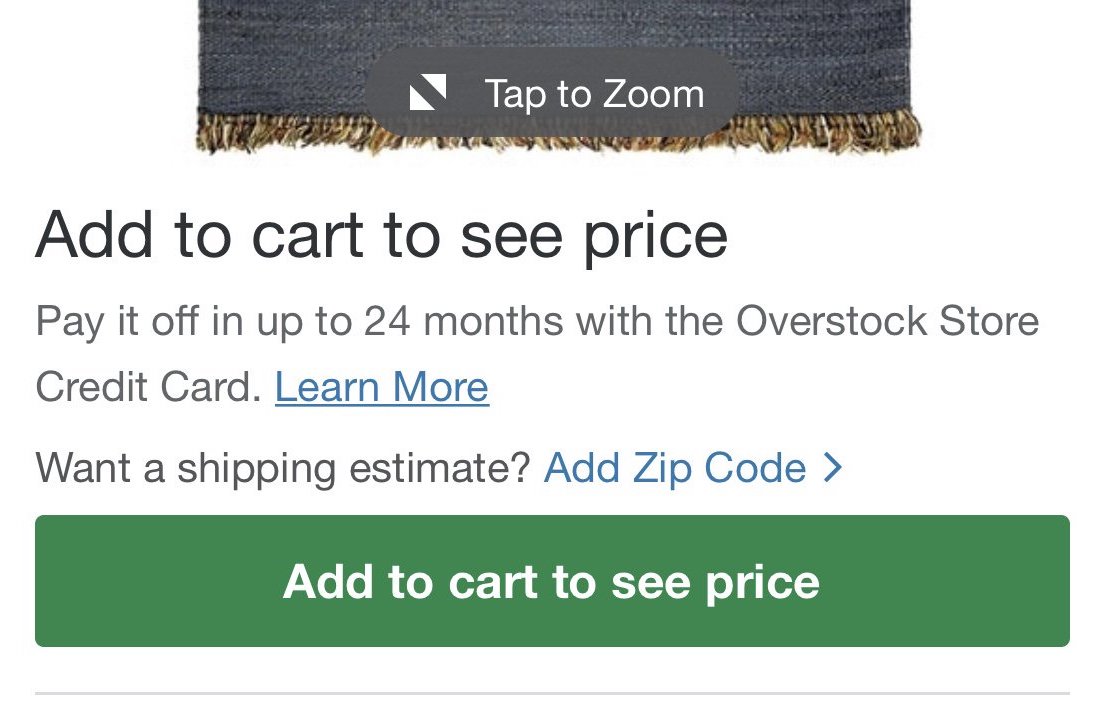 Tap to Zoom
Add to cart to see price
Pay it off in up to 24 months with the Overstock Store
Credit Card. Learn More
Want a shipping estimate? Add Zip Code >
Add to cart to see price